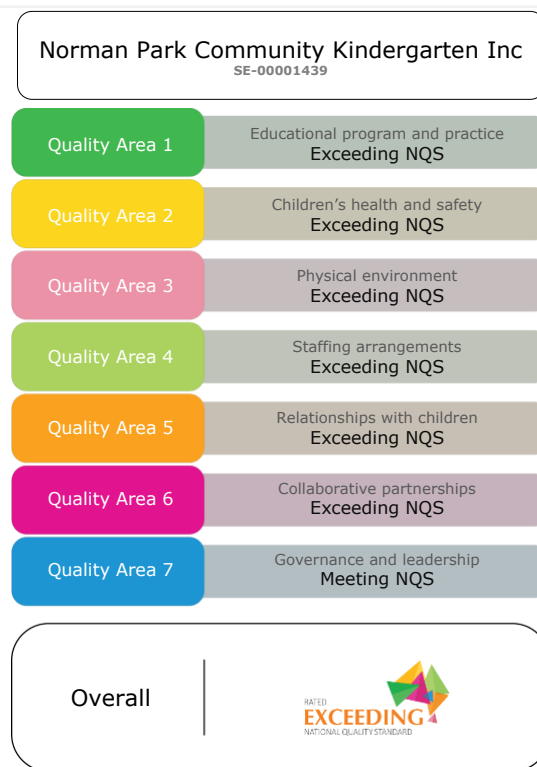 Norman Park Community Kindergarten Inc
SE-00001439
Quality Area 1
Educational program and practice
Exceeding NQS
Quality Area 2
Children’s health and safety
Exceeding NQS
Quality Area 3
Physical environment
Exceeding NQS
Quality Area 4
Staffing arrangements
Exceeding NQS
Quality Area 5
Relationships with children
Exceeding NQS
Quality Area 6
Collaborative partnerships
Exceeding NQS
Quality Area 7
Governance and leadership
Meeting NQS
Overall
RATED
EXCEEDING
NATIONAL QUALITY STANDARD